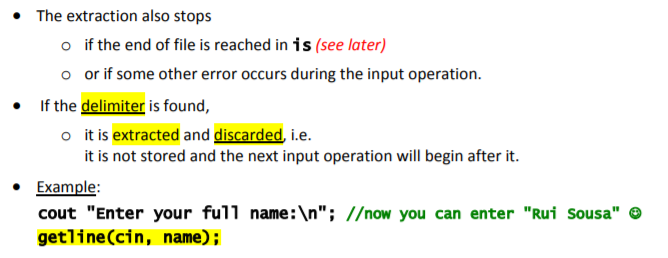 • The extraction also stops
o if the end of file is reached in is (see later)
o or if some other error occurs during the input operation.
• If the delimiter is found,
o it is extracted and discarded, i.e.
it is not stored and the next input operation will begin after it.
• Example:
cout "Enter your full name:\n"; //now you can enter "Rui Sousa" ☺
getline(cin, name);